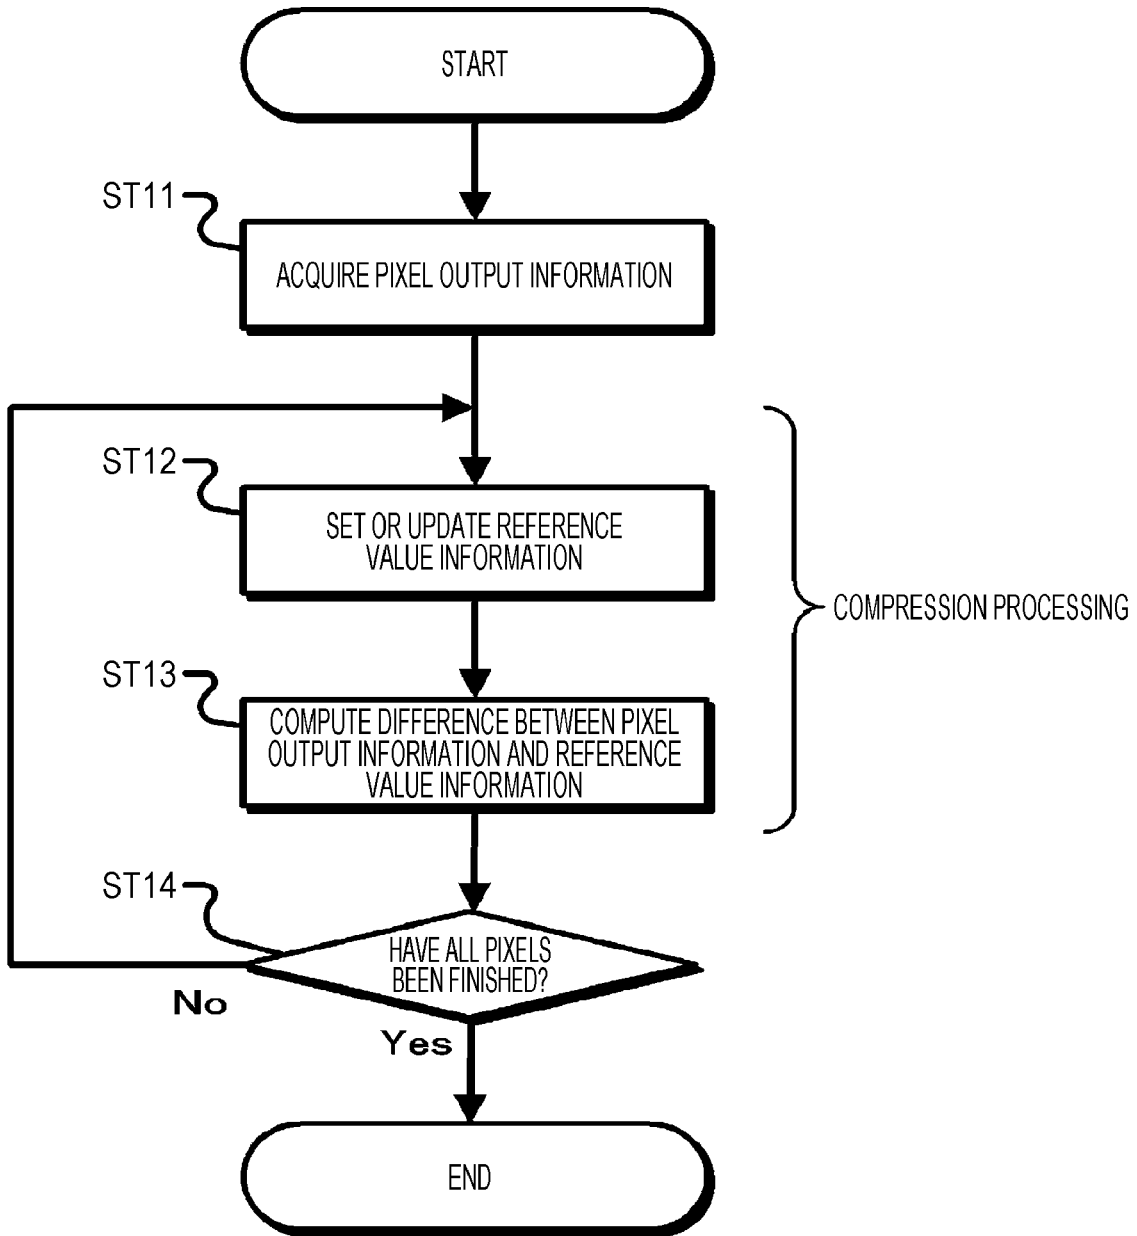 START
ST11
ACQUIRE PIXEL OUTPUT INFORMATION
ST12
SET OR UPDATE REFERENCE
VALUE INFORMATION
COMPRESSION PROCESSING
ST13
COMPUTE DIFFERENCE BETWEEN PIXEL
OUTPUT INFORMATION AND REFERENCE
VALUE INFORMATION
ST14
HAVE ALL PIXELS
BEEN FINISHED?
No
Yes
END